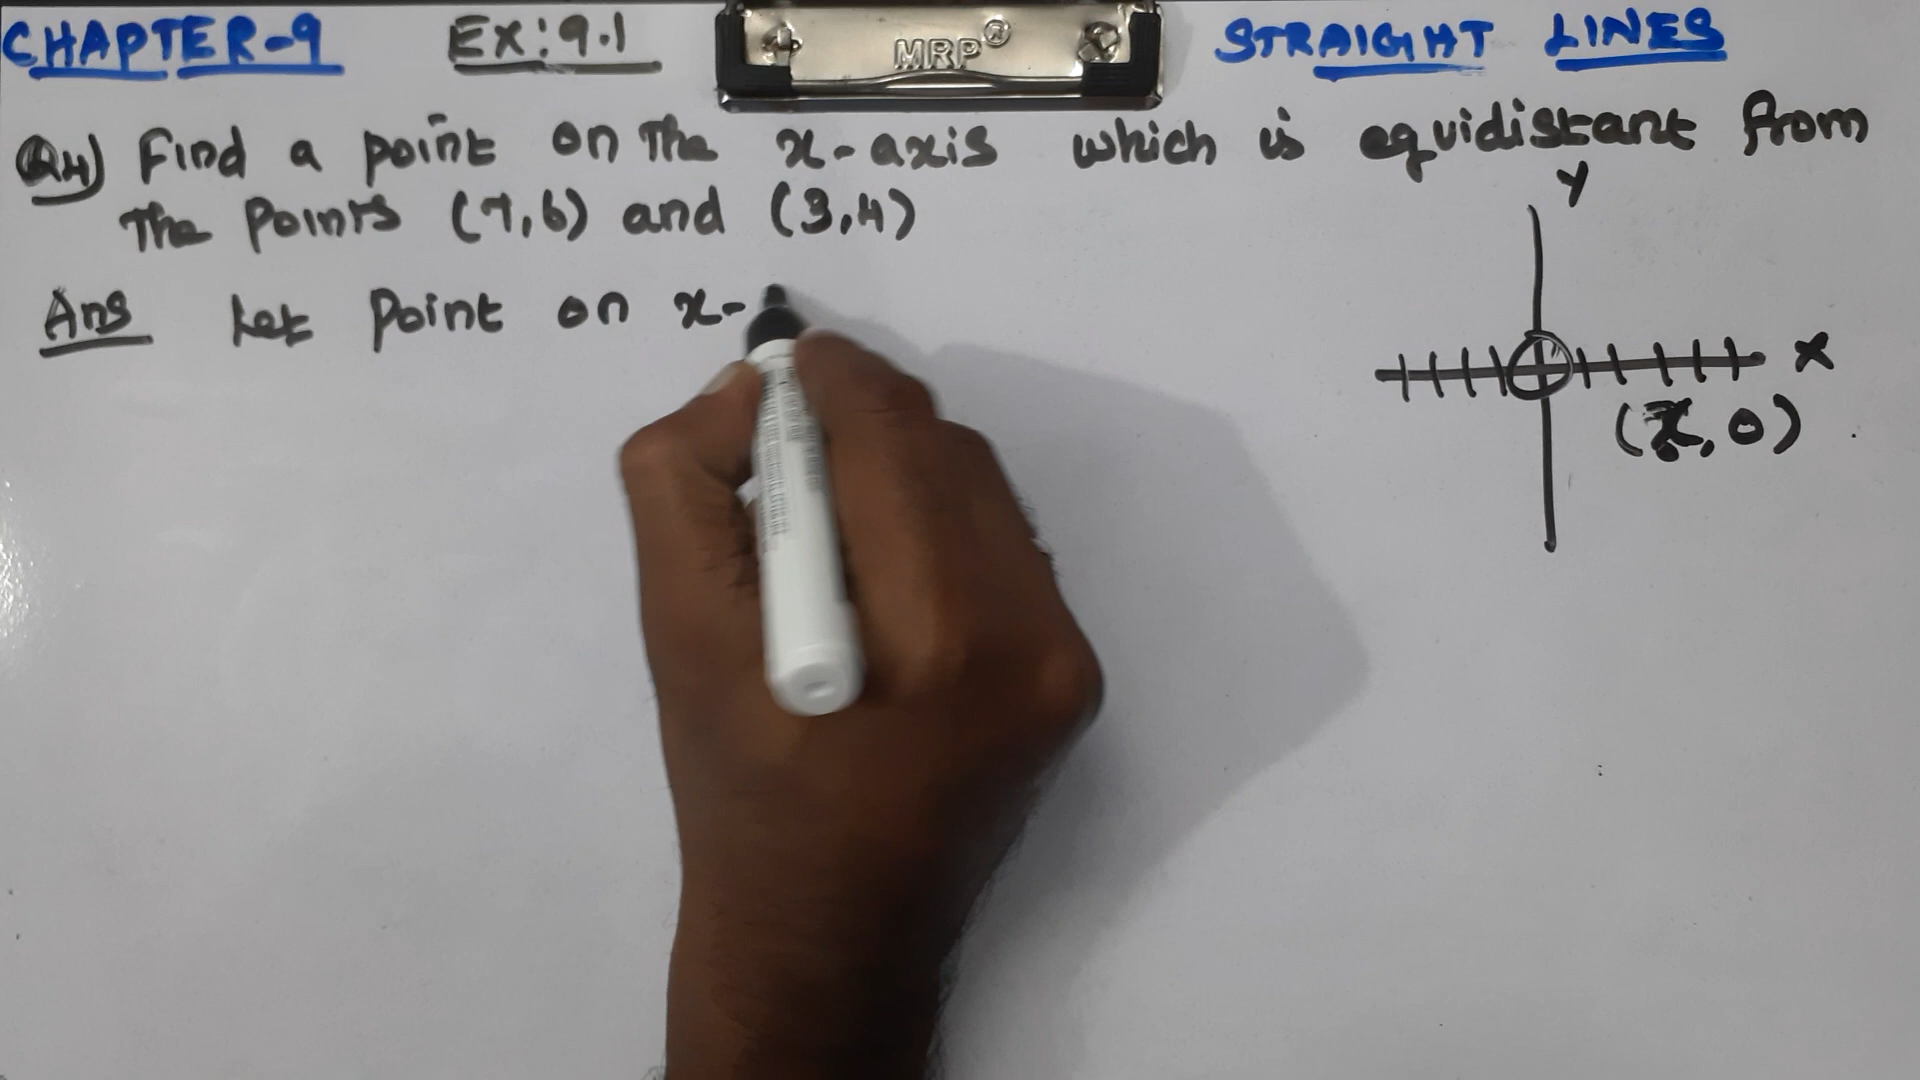 CHAPTER-9 EX:9.1 MRP® STRAIGHT LINES
Q4) Find a point on the x-axis which is equidistant from
the points (7,6) and (3,4)
Y
Ans Let point on x-
X
(x,0)